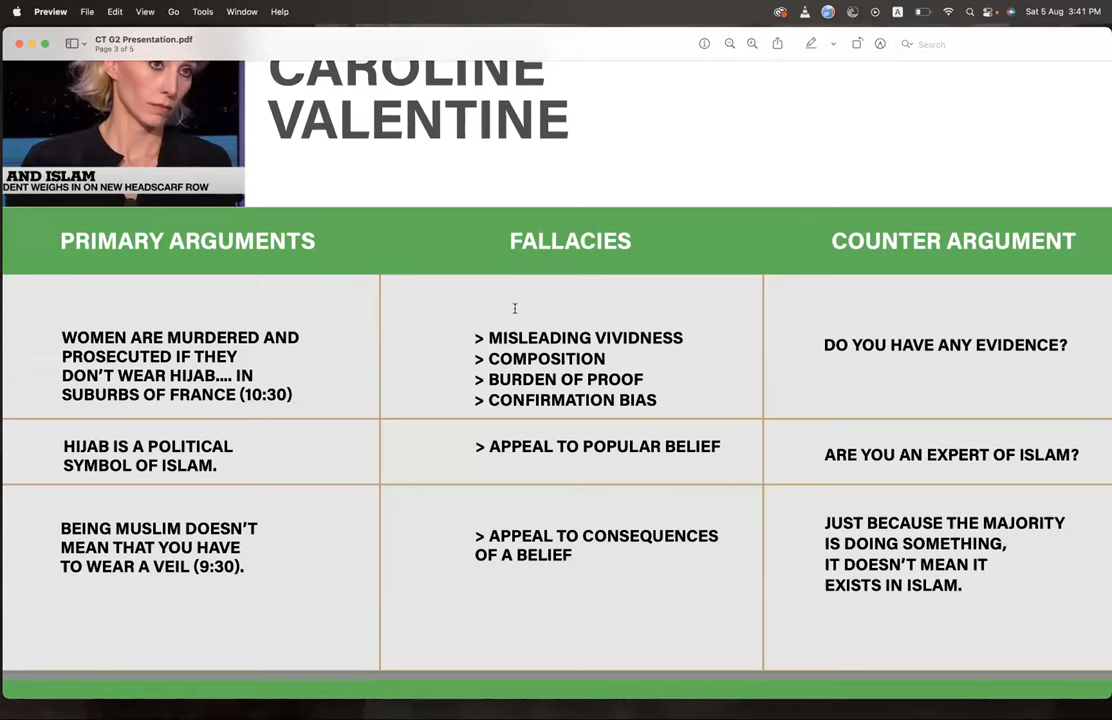 Preview File Edit View Go Tools Window Help
A
Sat 5 Aug 3:41 PM
CT G2 Presentation.pdf
Page 3 of 5
Search
CAROLINE
VALENTINE
AND ISLAM
DENT WEIGHS IN ON NEW HEADSCARF ROW
PRIMARY ARGUMENTS
FALLACIES
COUNTER ARGUMENT
WOMEN ARE MURDERED AND
PROSECUTED IF THEY
DON'T WEAR HIJAB.... IN
SUBURBS OF FRANCE (10:30)
> MISLEADING VIVIDNESS
> COMPOSITION
> BURDEN OF PROOF
> CONFIRMATION BIAS
DO YOU HAVE ANY EVIDENCE?
HIJAB IS A POLITICAL
SYMBOL OF ISLAM.
> APPEAL TO POPULAR BELIEF
ARE YOU AN EXPERT OF ISLAM?
BEING MUSLIM DOESN'T
MEAN THAT YOU HAVE
TO WEAR A VEIL (9:30).
> APPEAL TO CONSEQUENCES
OF A BELIEF
JUST BECAUSE THE MAJORITY
IS DOING SOMETHING,
IT DOESN'T MEAN IT
EXISTS IN ISLAM.